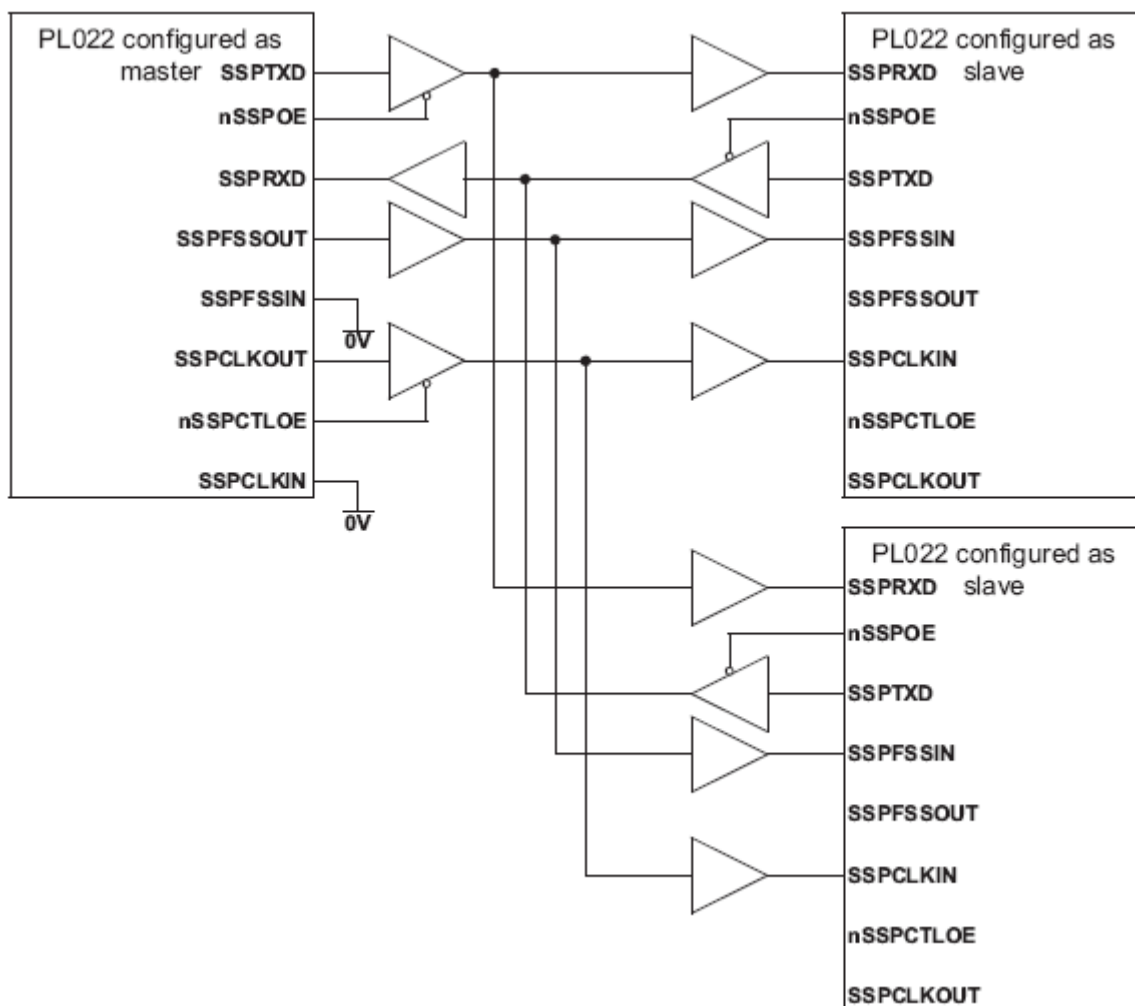 PL022 configured as
master SSPTXD
nSSPOE
SSPRXD
SSPFSSOUT
SSPFSSIN
0V
SSPCLKOUT
nSSPCTLOE
SSPCLKIN
0V
PL022 configured as
SSPRXD slave
nSSPOE
SSPTXD
SSPFSSIN
SSPFSSOUT
SSPCLKIN
nSSPCTLOE
SSPCLKOUT
PL022 configured as
SSPRXD slave
nSSPOE
SSPTXD
SSPFSSIN
SSPFSSOUT
SSPCLKIN
nSSPCTLOE
SSPCLKOUT